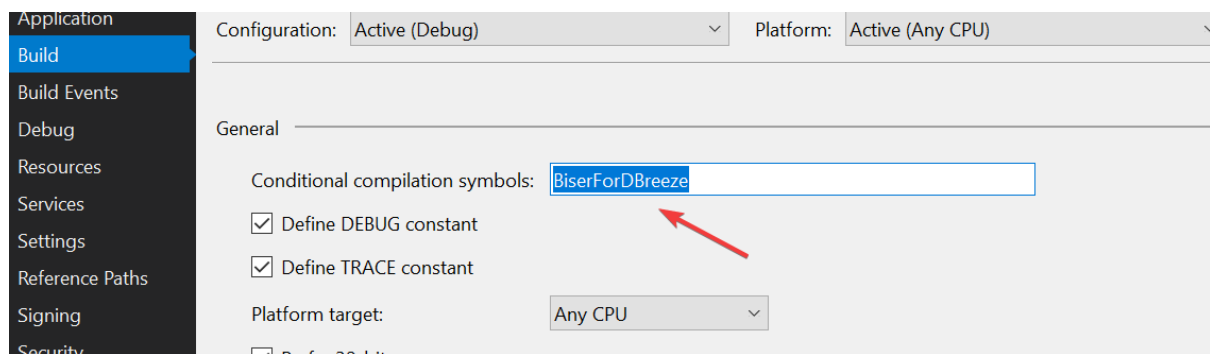 Application
Build
Build Events
Debug
Resources
Services
Settings
Reference Paths
Signing
Security
Configuration: Active (Debug) Platform: Active (Any CPU)
General
Conditional compilation symbols: BiserForDBreeze
Define DEBUG constant
Define TRACE constant
Platform target: Any CPU